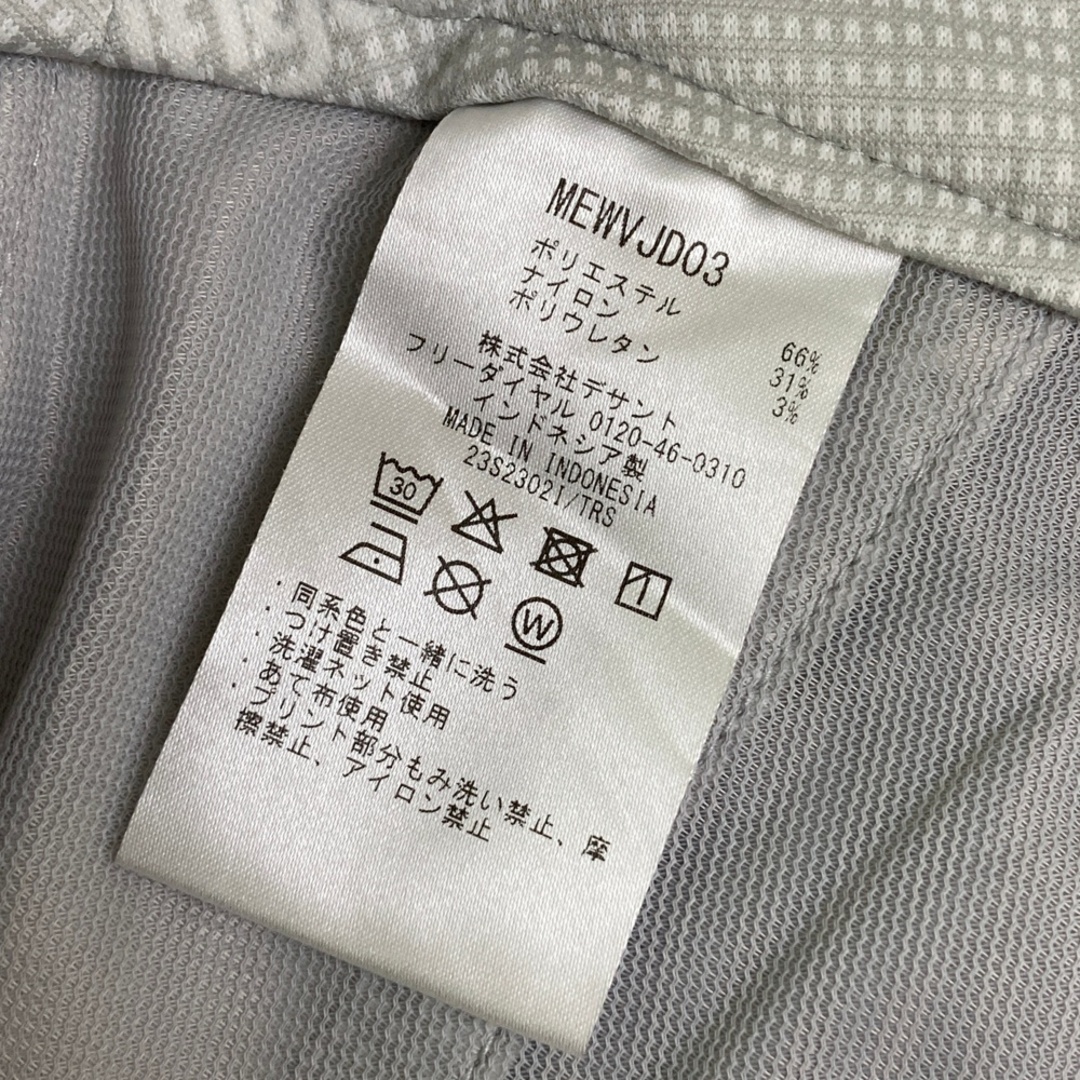 MEWVJD03
ポリエステル 66%
ナイロン 31%
ポリウレタン 3%
株式会社デサント
フリーダイヤル 0120-46-0310
インドネシア製
MADE IN INDONESIA
23S2302I/TRS
30
W
・同系色と一緒に洗う
・つけ置き禁止
・洗濯ネット使用
・あて布使用
・プリント部分もみ洗い禁止、摩
擦禁止、アイロン禁止